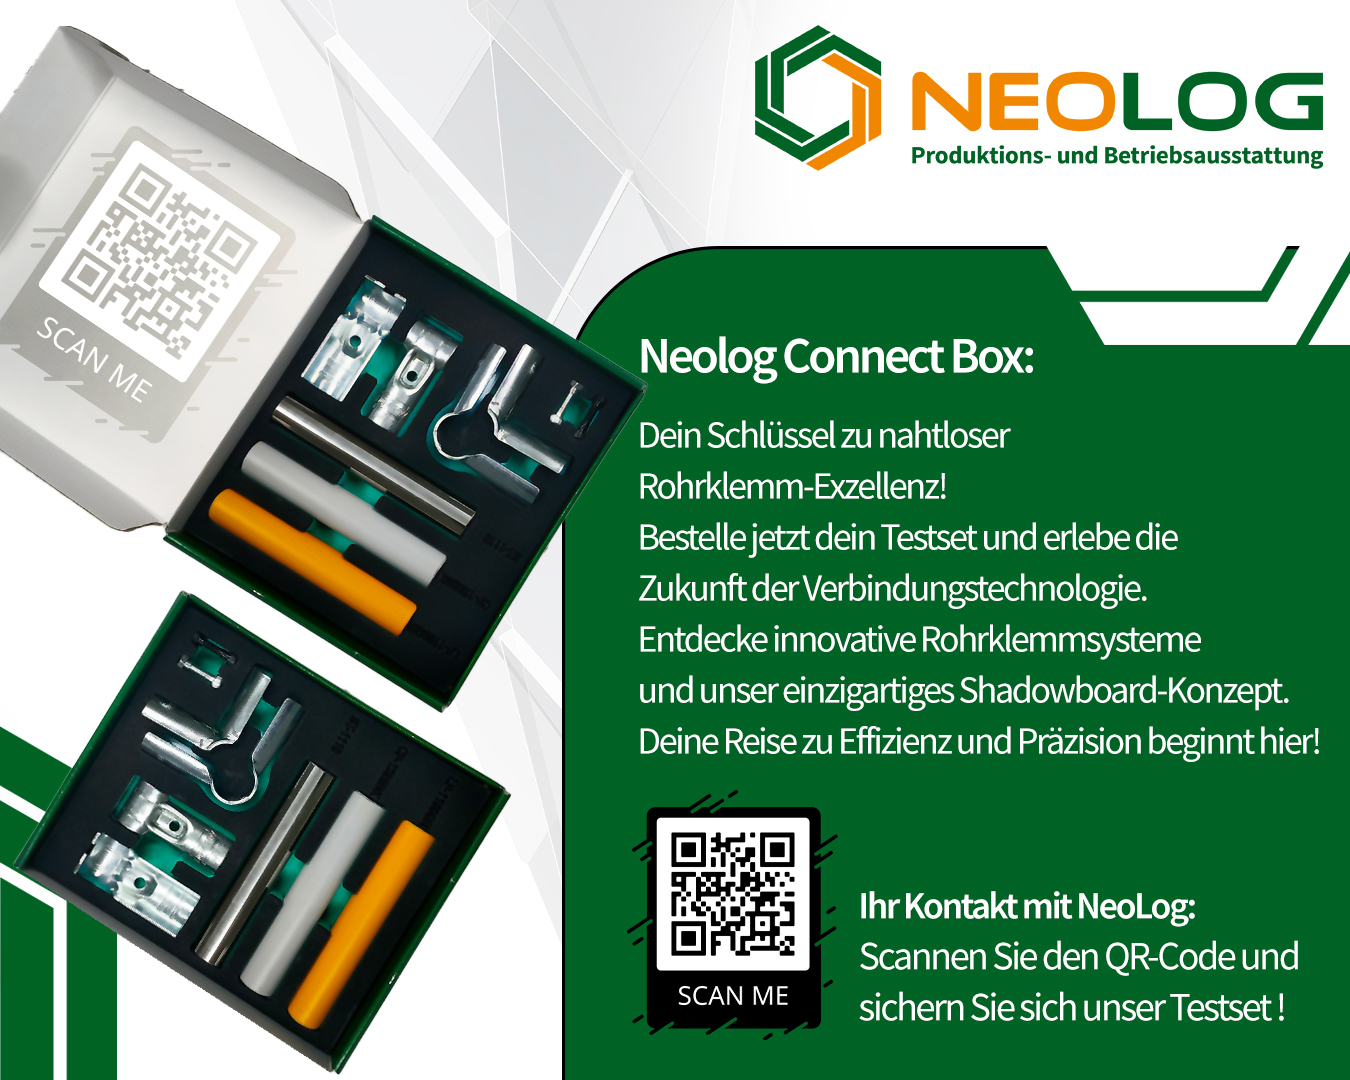 NEOLOG
Produktions- und Betriebsausstattung
SCAN ME
Neolog Connect Box:
Dein Schlüssel zu nahtloser
Rohrklemm-Exzellenz!
Bestelle jetzt dein Testset und erlebe die
Zukunft der Verbindungstechnologie.
Entdecke innovative Rohrklemmsysteme
und unser einzigartiges Shadowboard-Konzept.
Deine Reise zu Effizienz und Präzision beginnt hier!
SCAN ME
Ihr Kontakt mit NeoLog:
Scannen Sie den QR-Code und
sichern Sie sich unser Testset !